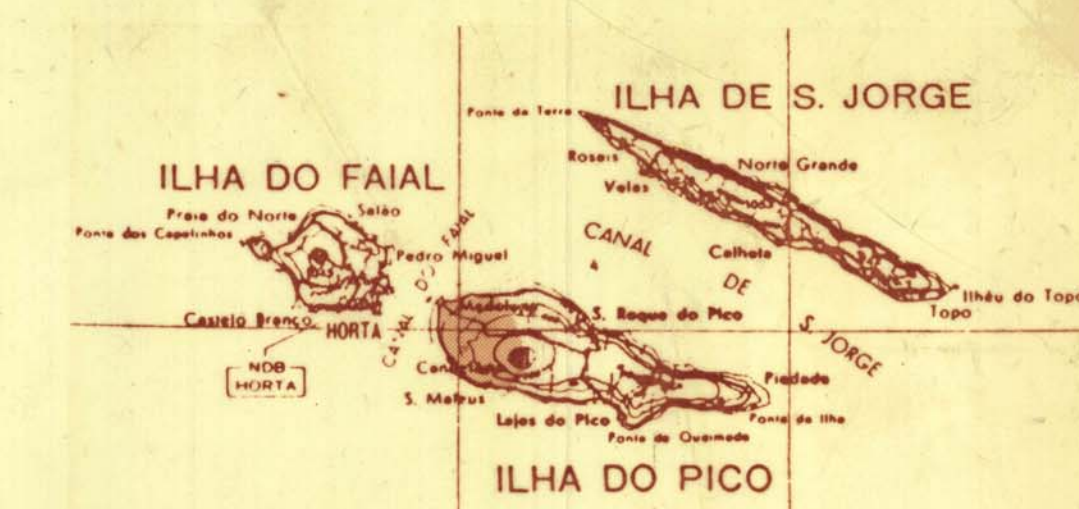 ILHA DE S. JORGE
Ponta de Terra
Rosais
Velas
Norte Grande
1053
Calheta
Ilhéu do Topo
Topo
ILHA DO FAIAL
Praia do Norte
Salão
Ponta dos Capelinhos
Pedro Miguel
Castelo Branco
HORTA
NDB
HORTA
CANAL DO FAIAL
CANAL DE S. JORGE
Madalena
S. Roque do Pico
S. Mateus
Lajes do Pico
Ponta da Queimada
Piedade
Ponta da Ilha
ILHA DO PICO